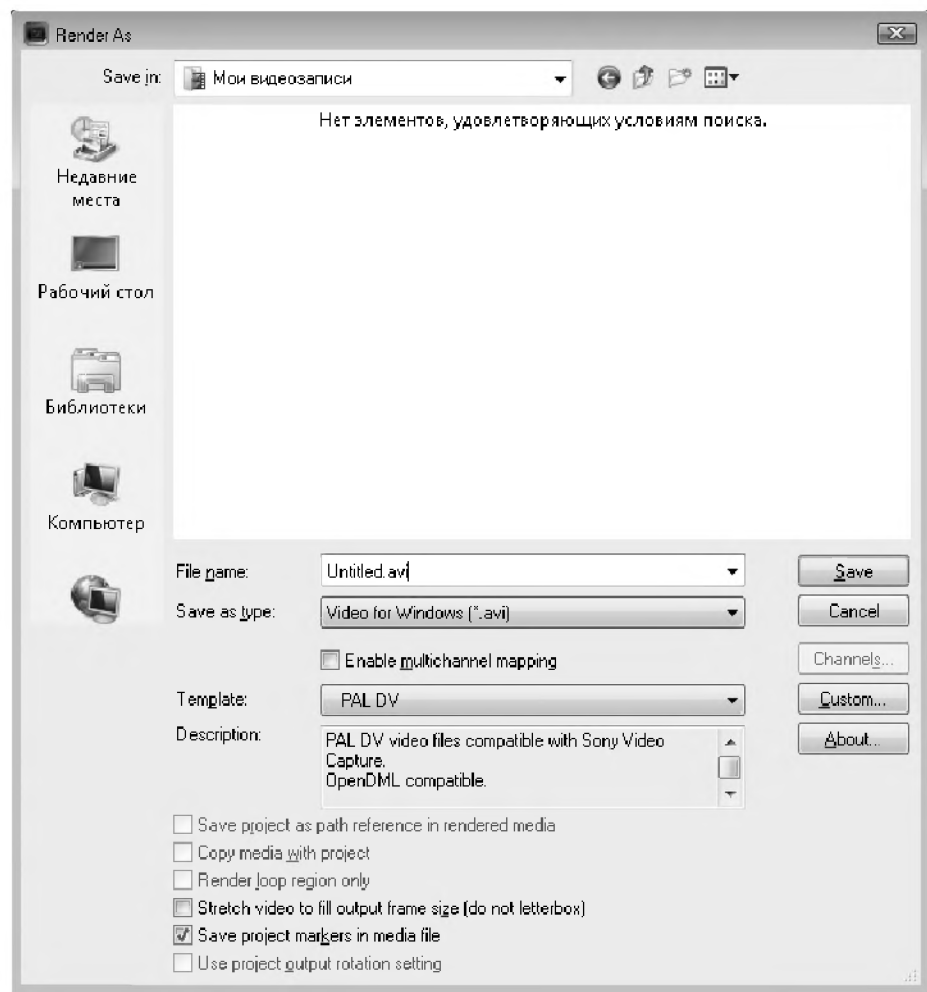 Render As
Save in:
Мои видеозаписи
Нет элементов, удовлетворяющих условиям поиска.
Недавние
места
Рабочий стол
Библиотеки
Компьютер
File name:
Untitled.avi
Save
Save as type:
Video for Windows (*.avi)
Cancel
Enable multichannel mapping
Channels...
Template:
PAL DV
Custom...
Description:
PAL DV video files compatible with Sony Video
Capture.
OpenDML compatible.
About...
Save project as path reference in rendered media
Copy media with project
Render loop region only
Stretch video to fill output frame size (do not letterbox)
Save project markers in media file
Use project output rotation setting